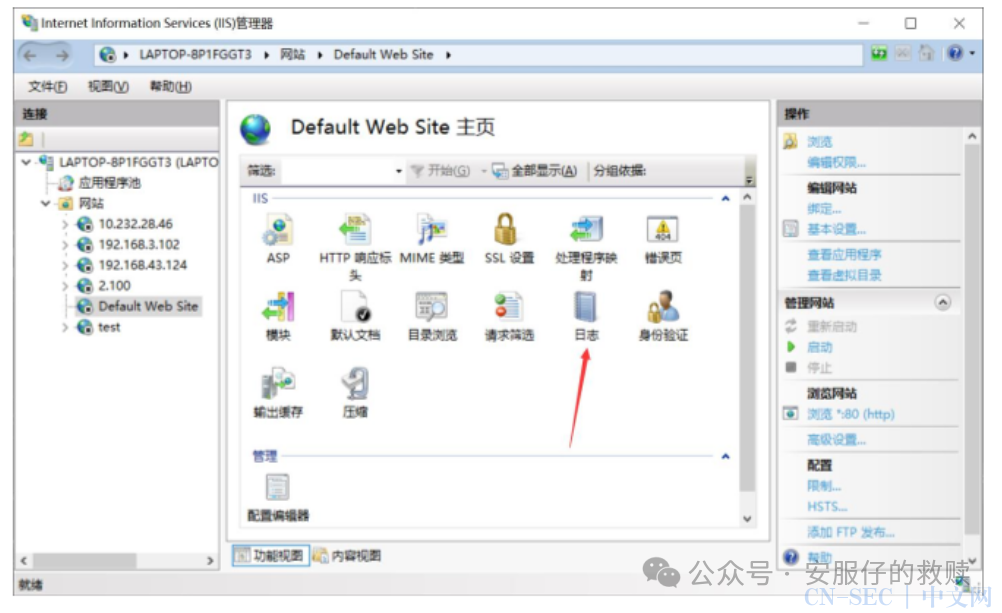 Internet Information Services (IIS)管理器
LAPTOP-8P1FGGT3 网站 Default Web Site
文件(F) 视图(V) 帮助(H)
连接
LAPTOP-8P1FGGT3 (LAPTO
应用程序池
网站
10.232.28.46
192.168.3.102
192.168.43.124
2.100
Default Web Site
test
Default Web Site 主页
筛选: 开始(G) 全部显示(A) 分组依据:
IIS
ASP
HTTP 响应标头
MIME 类型
SSL 设置
处理程序映射
404
错误页
模块
默认文档
目录浏览
请求筛选
日志
身份验证
输出缓存
压缩
管理
配置编辑器
功能视图 内容视图
操作
浏览
编辑权限...
编辑网站
绑定...
基本设置...
查看应用程序
查看虚拟目录
管理网站
重新启动
启动
停止
浏览网站
浏览 *:80 (http)
高级设置...
配置
限制...
HSTS...
添加 FTP 发布...
帮助
就绪
公众号 · 安服仔的救赎
CN-SEC | 中文网